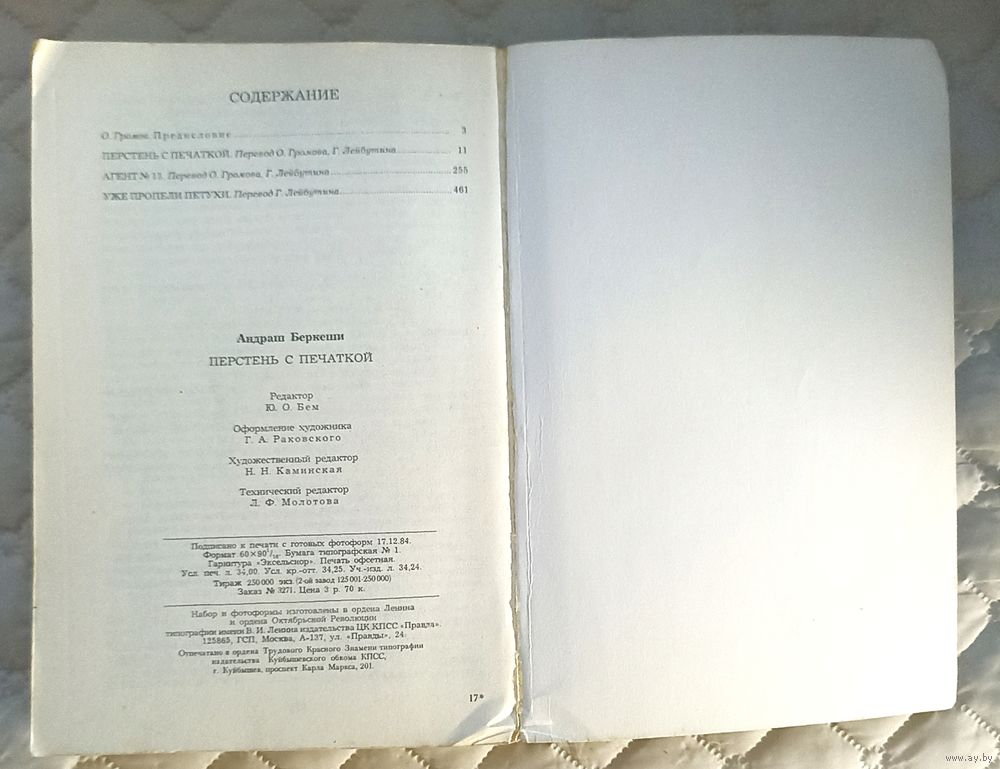 СОДЕРЖАНИЕ
О. Громов. Предисловие 3
ПЕРСТЕНЬ С ПЕЧАТКОЙ. Перевод О. Громова, Г. Лейбутина 11
АГЕНТ № 13. Перевод О. Громова, Г. Лейбутина 255
УЖЕ ПРОПЕЛИ ПЕТУХИ. Перевод Г. Лейбутина 461
Андраш Беркеши
ПЕРСТЕНЬ С ПЕЧАТКОЙ
Редактор
Ю. О. Бем
Оформление художника
Г. А. Раковского
Художественный редактор
Н. Н. Каминская
Технический редактор
Л. Ф. Молотова
Подписано к печати с готовых фотоформ 17.12.84.
Формат 60×90¹/₁₆. Бумага типографская № 1.
Гарнитура «Эксельсиор». Печать офсетная.
Усл. печ. л. 34,00. Усл. кр.-отт. 34,25. Уч.-изд. л. 34,24.
Тираж 250 000 экз. (2-ой завод 125 001-250 000)
Заказ № 3271. Цена 3 р. 70 к.
Набор и фотоформы изготовлены в ордена Ленина
и ордена Октябрьской Революции
типографии имени В. И. Ленина издательства ЦК КПСС «Правда».
125865, ГСП, Москва, А-137, ул. «Правды», 24.
Отпечатано в ордена Трудового Красного Знамени типографии
издательства Куйбышевского обкома КПСС,
г. Куйбышев, проспект Карла Маркса, 201.
17*
www.ay.by